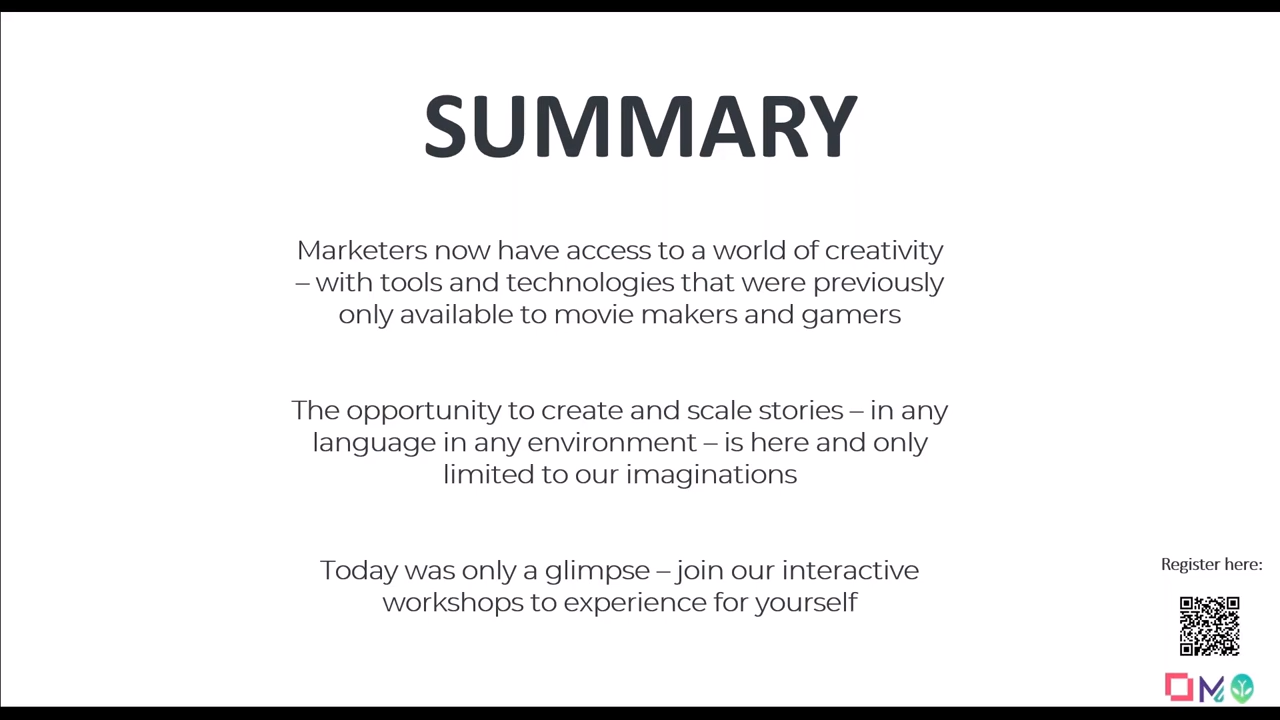 SUMMARY
Marketers now have access to a world of creativity
– with tools and technologies that were previously
only available to movie makers and gamers
The opportunity to create and scale stories – in any
language in any environment – is here and only
limited to our imaginations
Today was only a glimpse – join our interactive
workshops to experience for yourself
Register here: